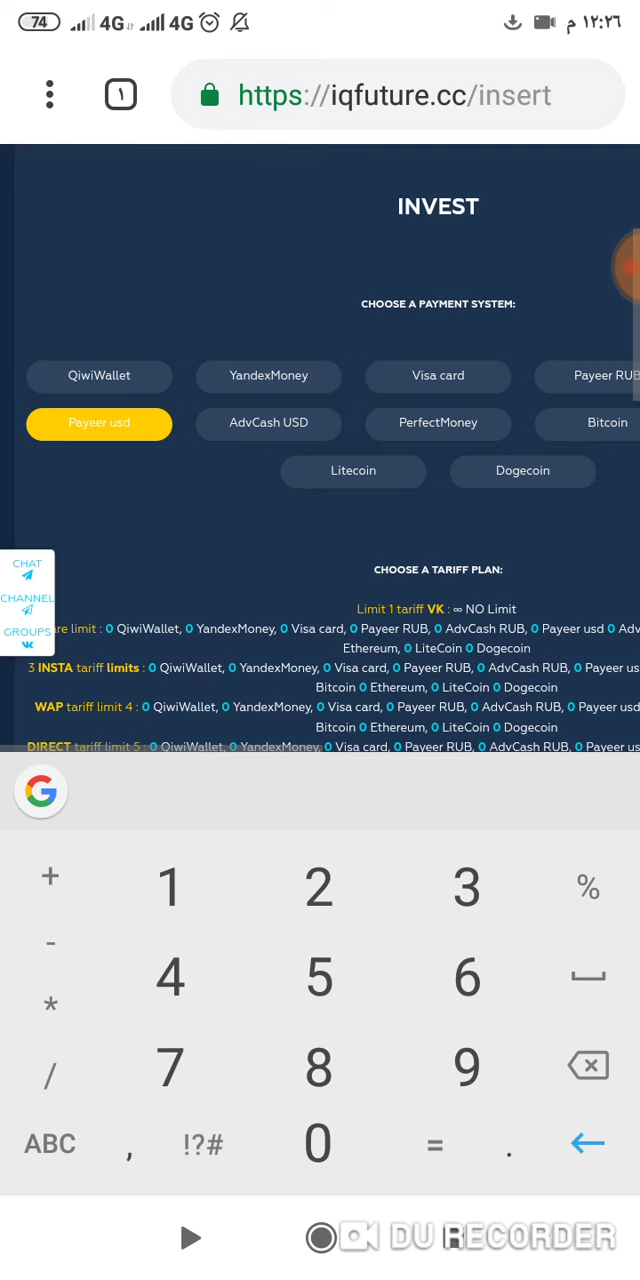 74 4G 4G ١٢:٢٦ م
١ https://iqfuture.cc/insert
INVEST
CHOOSE A PAYMENT SYSTEM:
QiwiWallet YandexMoney Visa card Payeer RUB
Payeer usd AdvCash USD PerfectMoney Bitcoin
Litecoin Dogecoin
CHOOSE A TARIFF PLAN:
CHAT
CHANNEL
GROUPS
Limit 1 tariff VK : ∞ NO Limit
re limit : 0 QiwiWallet, 0 YandexMoney, 0 Visa card, 0 Payeer RUB, 0 AdvCash RUB, 0 Payeer usd 0 Adv
Ethereum, 0 LiteCoin 0 Dogecoin
3 INSTA tariff limits : 0 QiwiWallet, 0 YandexMoney, 0 Visa card, 0 Payeer RUB, 0 AdvCash RUB, 0 Payeer us
Bitcoin 0 Ethereum, 0 LiteCoin 0 Dogecoin
WAP tariff limit 4 : 0 QiwiWallet, 0 YandexMoney, 0 Visa card, 0 Payeer RUB, 0 AdvCash RUB, 0 Payeer usd
Bitcoin 0 Ethereum, 0 LiteCoin 0 Dogecoin
DIRECT tariff limit 5 : 0 QiwiWallet, 0 YandexMoney, 0 Visa card, 0 Payeer RUB, 0 AdvCash RUB, 0 Payeer us
G
+ 1 2 3 %
- 4 5 6
*
/ 7 8 9
ABC , !?# 0 = .
DU RECORDER